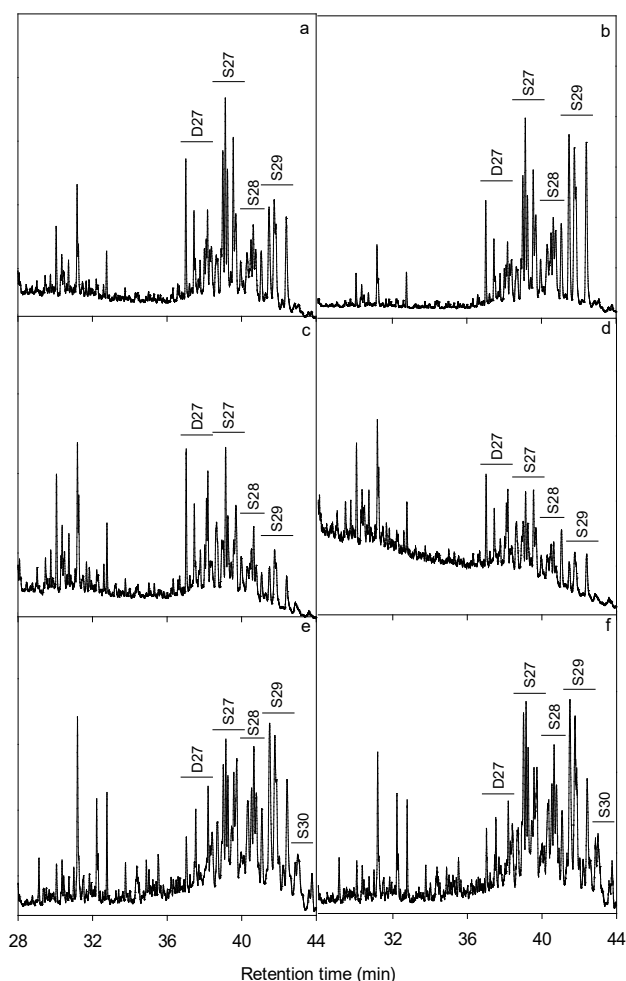 a
D27
S27
S28
S29
b
D27
S27
S28
S29
c
D27
S27
S28
S29
d
D27
S27
S28
S29
e
D27
S27
S28
S29
S30
f
D27
S27
S28
S29
S30
28 32 36 40 44 32 36 40 44
Retention time (min)